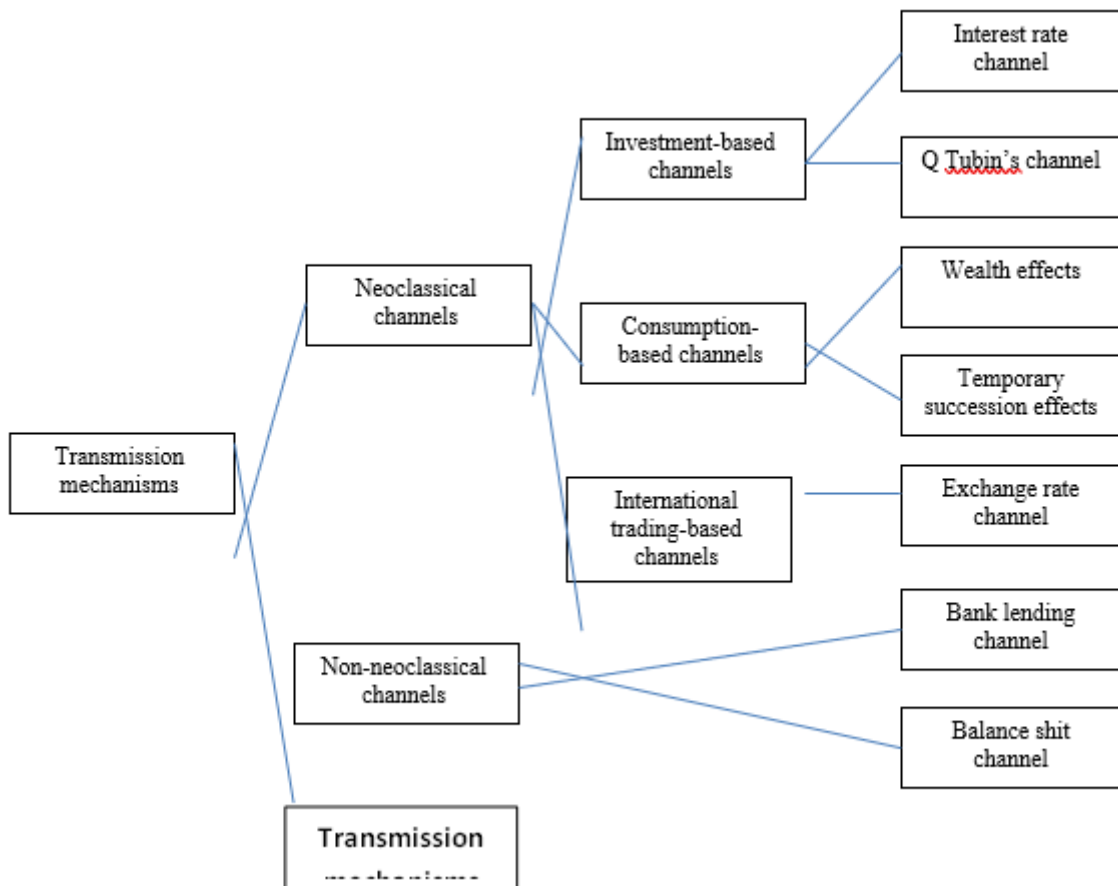 Interest rate
channel
Investment-based
channels
Q Tubin's channel
Neoclassical
channels
Wealth effects
Consumption-
based channels
Temporary
succession effects
Transmission
mechanisms
International
trading-based
channels
Exchange rate
channel
Non-neoclassical
channels
Bank lending
channel
Balance shit
channel
Transmission